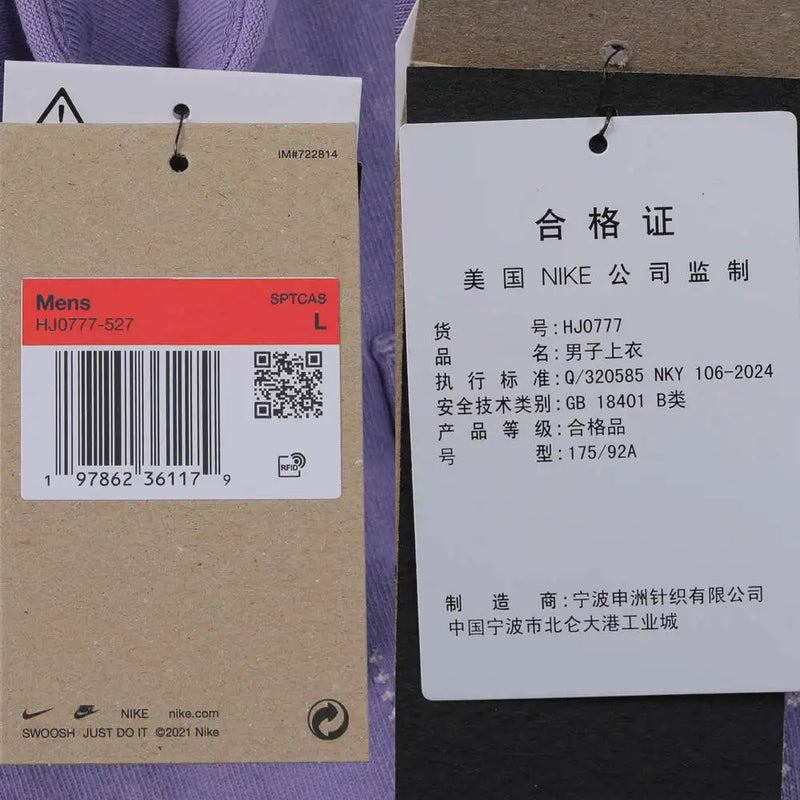 IM#722814
Mens
SPTCAS
HJ0777-527
L
RFID
1 97862 36117 9
NIKE nike.com
SWOOSH JUST DO IT ©2021 Nike
合格证
美国 NIKE 公司监制
货号:HJ0777
品名:男子上衣
执行标准:Q/320585 NKY 106-2024
安全技术类别:GB 18401 B类
产品等级:合格品
号型:175/92A
制造商:宁波申洲针织有限公司
中国宁波市北仑大港工业城